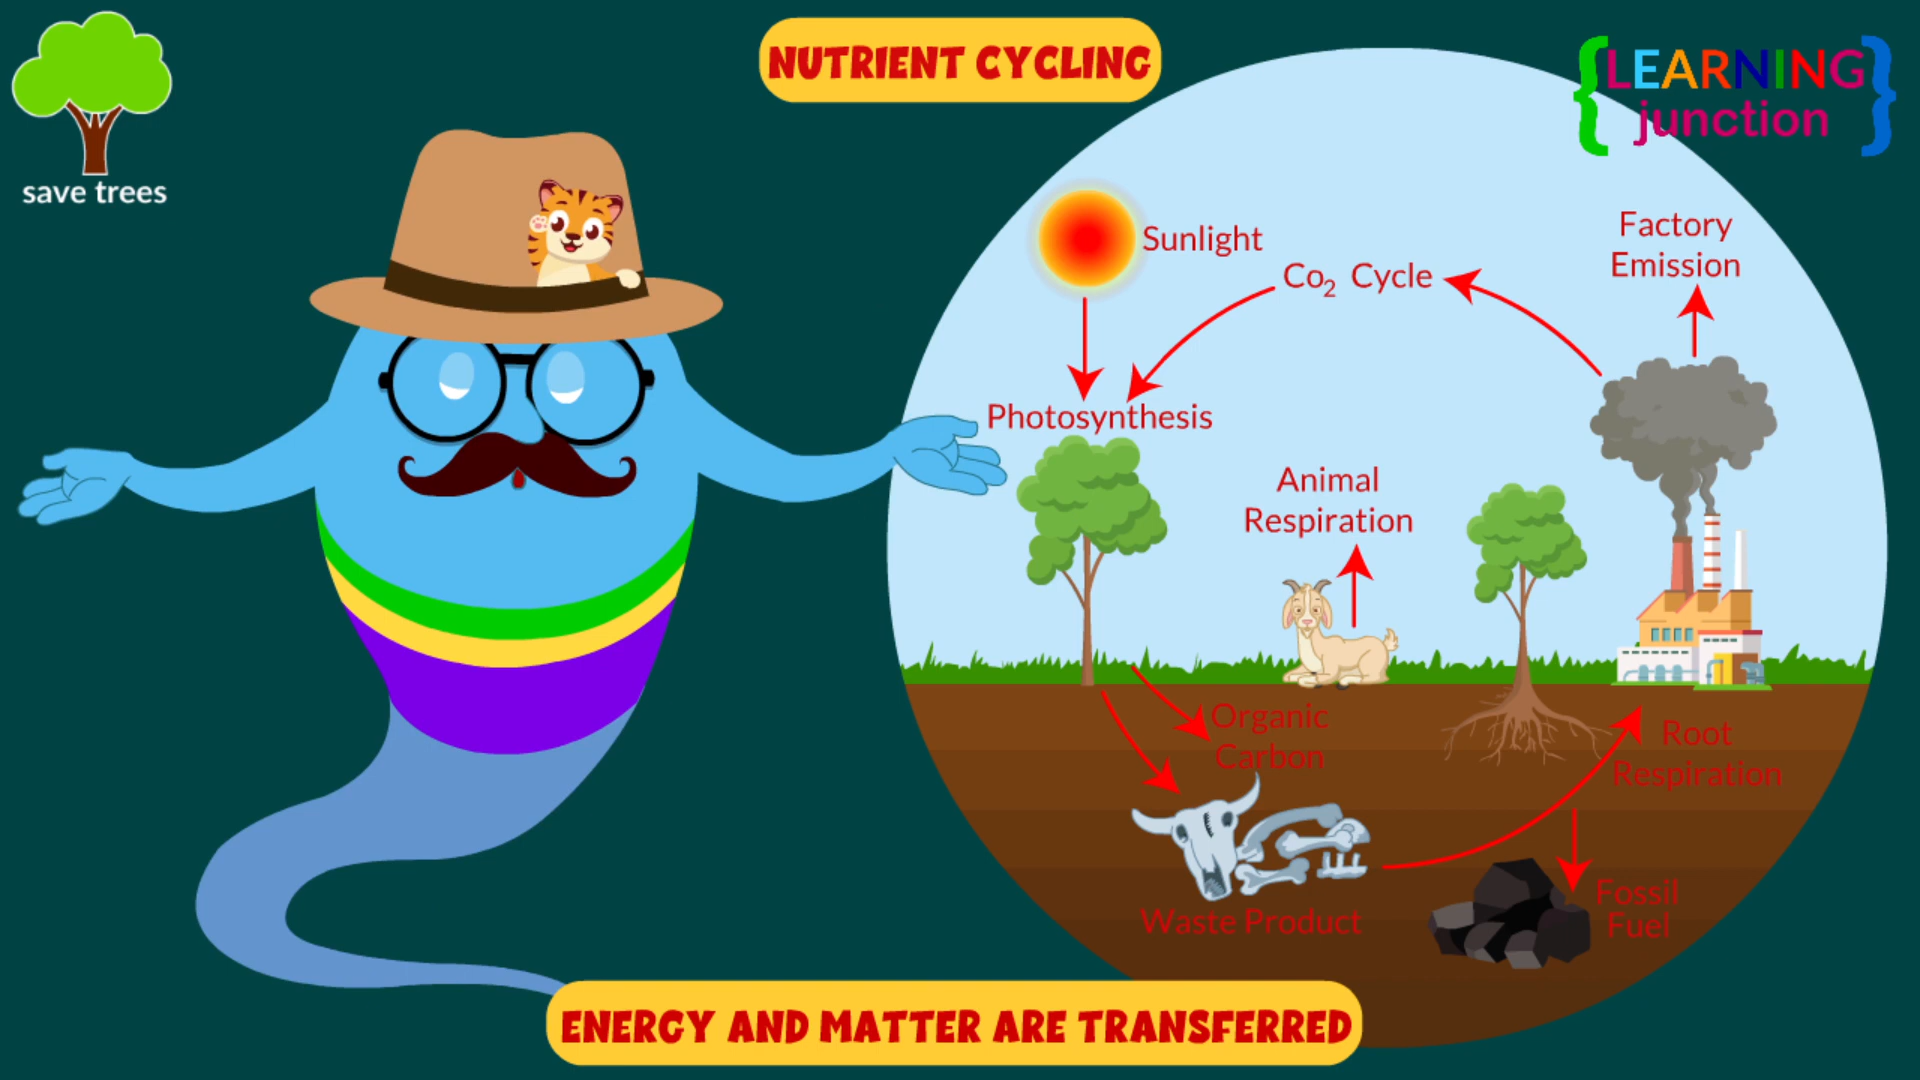 NUTRIENT CYCLING
{LEARNING
junction}
save trees
Sunlight
Co₂ Cycle
Factory
Emission
Photosynthesis
Animal
Respiration
Organic
Carbon
Root
Respiration
Waste Product
Fossil
Fuel
ENERGY AND MATTER ARE TRANSFERRED